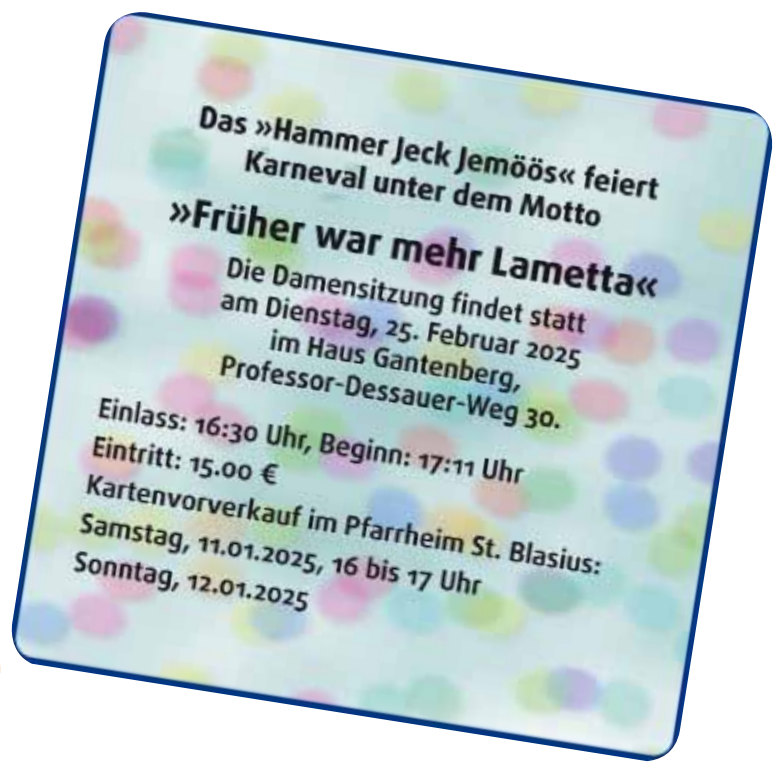 Das »Hammer Jeck Jemöös« feiert
Karneval unter dem Motto
»Früher war mehr Lametta«
Die Damensitzung findet statt
am Dienstag, 25. Februar 2025
im Haus Gantenberg,
Professor-Dessauer-Weg 30.
Einlass: 16:30 Uhr, Beginn: 17:11 Uhr
Eintritt: 15.00 €
Kartenvorverkauf im Pfarrheim St. Blasius:
Samstag, 11.01.2025, 16 bis 17 Uhr
Sonntag, 12.01.2025